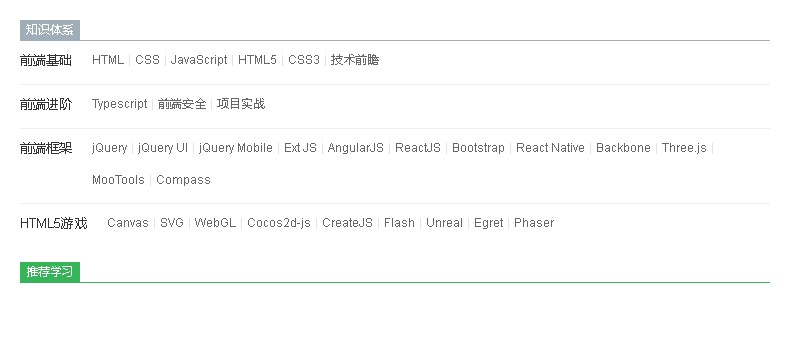 知识体系
前端基础 HTML | CSS | JavaScript | HTML5 | CSS3 | 技术前瞻
前端进阶 Typescript | 前端安全 | 项目实战
前端框架 jQuery | jQuery UI | jQuery Mobile | Ext JS | AngularJS | ReactJS | Bootstrap | React Native | Backbone | Three.js |
MooTools | Compass
HTML5游戏 Canvas | SVG | WebGL | Cocos2d-js | CreateJS | Flash | Unreal | Egret | Phaser
推荐学习